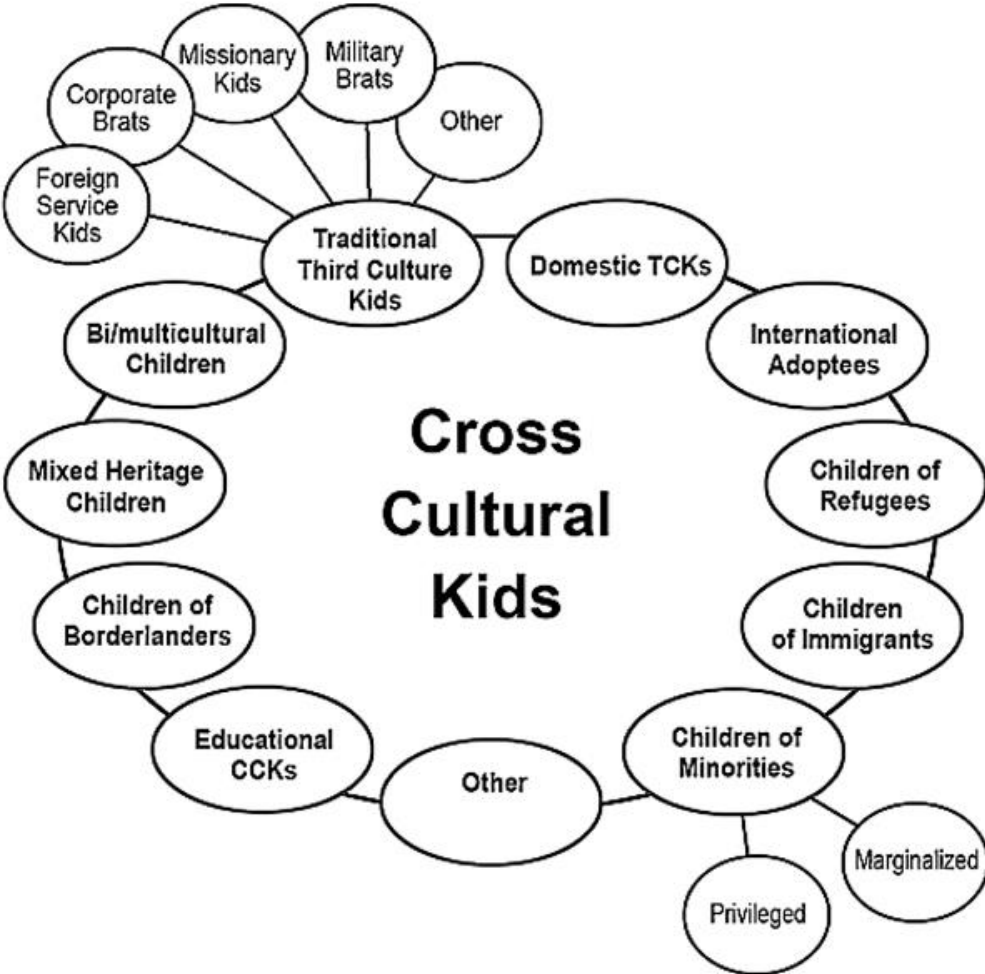 Missionary
Kids
Military
Brats
Corporate
Brats
Other
Foreign
Service
Kids
Traditional
Third Culture
Kids
Domestic TCKs
Bi/multicultural
Children
International
Adoptees
Cross
Cultural
Kids
Mixed Heritage
Children
Children of
Refugees
Children of
Borderlanders
Children
of Immigrants
Educational
CCKs
Other
Children of
Minorities
Marginalized
Privileged